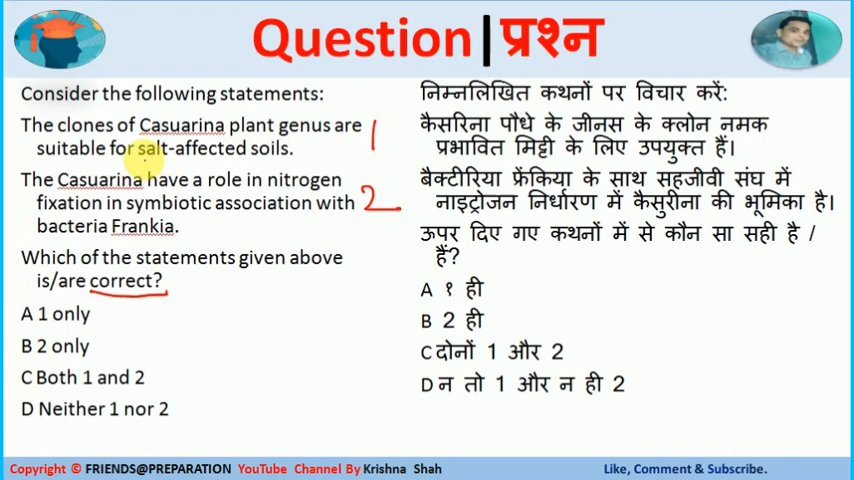 Question|प्रश्न
Consider the following statements:
The clones of Casuarina plant genus are
suitable for salt-affected soils.
1
The Casuarina have a role in nitrogen
fixation in symbiotic association with
bacteria Frankia.
2
Which of the statements given above
is/are correct?
A 1 only
B 2 only
C Both 1 and 2
D Neither 1 nor 2
निम्नलिखित कथनों पर विचार करें:
कैसरिना पौधे के जीनस के क्लोन नमक
प्रभावित मिट्टी के लिए उपयुक्त हैं।
बैक्टीरिया फ्रेंकिया के साथ सहजीवी संघ में
नाइट्रोजन निर्धारण में कैसुरीना की भूमिका है।
ऊपर दिए गए कथनों में से कौन सा सही है /
हैं?
A १ ही
B 2 ही
C दोनों 1 और 2
D न तो 1 और न ही 2
Copyright © FRIENDS@PREPARATION YouTube Channel By Krishna Shah
Like, Comment & Subscribe.